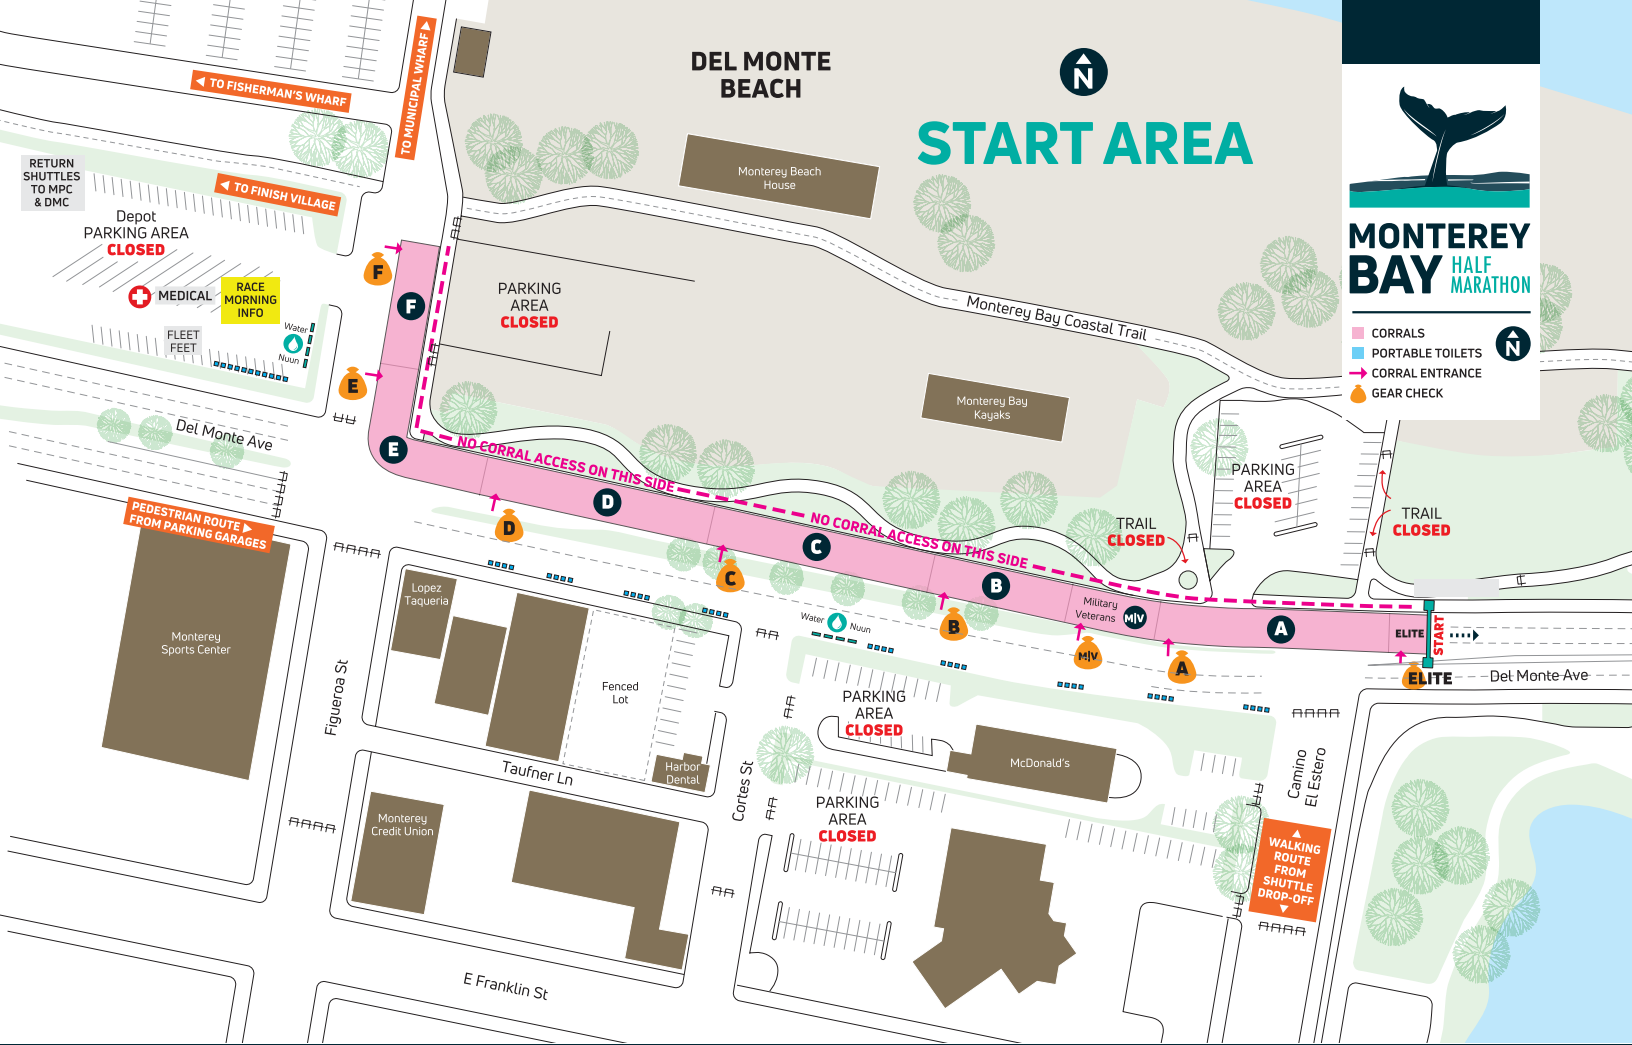 DEL MONTE
BEACH
N
START AREA
MONTEREY
BAY HALF
MARATHON
CORRALS
PORTABLE TOILETS
CORRAL ENTRANCE
GEAR CHECK
N
◄ TO FISHERMAN'S WHARF
TO MUNICIPAL WHARF ►
◄ TO FINISH VILLAGE
RETURN
SHUTTLES
TO MPC
& DMC
Depot
PARKING AREA
CLOSED
MEDICAL
RACE
MORNING
INFO
FLEET
FEET
Water
Nuun
Monterey Beach
House
PARKING
AREA
CLOSED
Monterey Bay Coastal Trail
Monterey Bay
Kayaks
F
F
E
E
Del Monte Ave
PEDESTRIAN ROUTE ►
FROM PARKING GARAGES
NO CORRAL ACCESS ON THIS SIDE
NO CORRAL ACCESS ON THIS SIDE
D
D
C
C
B
B
Military
Veterans
M|V
M|V
A
A
ELITE
START
ELITE
Del Monte Ave
TRAIL
CLOSED
PARKING
AREA
CLOSED
TRAIL
CLOSED
Water
Nuun
Monterey
Sports Center
Lopez
Taqueria
Figueroa St
Fenced
Lot
Harbor
Dental
Taufner Ln
Monterey
Credit Union
Cortes St
E Franklin St
PARKING
AREA
CLOSED
McDonald's
PARKING
AREA
CLOSED
Camino
El Estero
▲
WALKING
ROUTE
FROM
SHUTTLE
DROP-OFF
▼